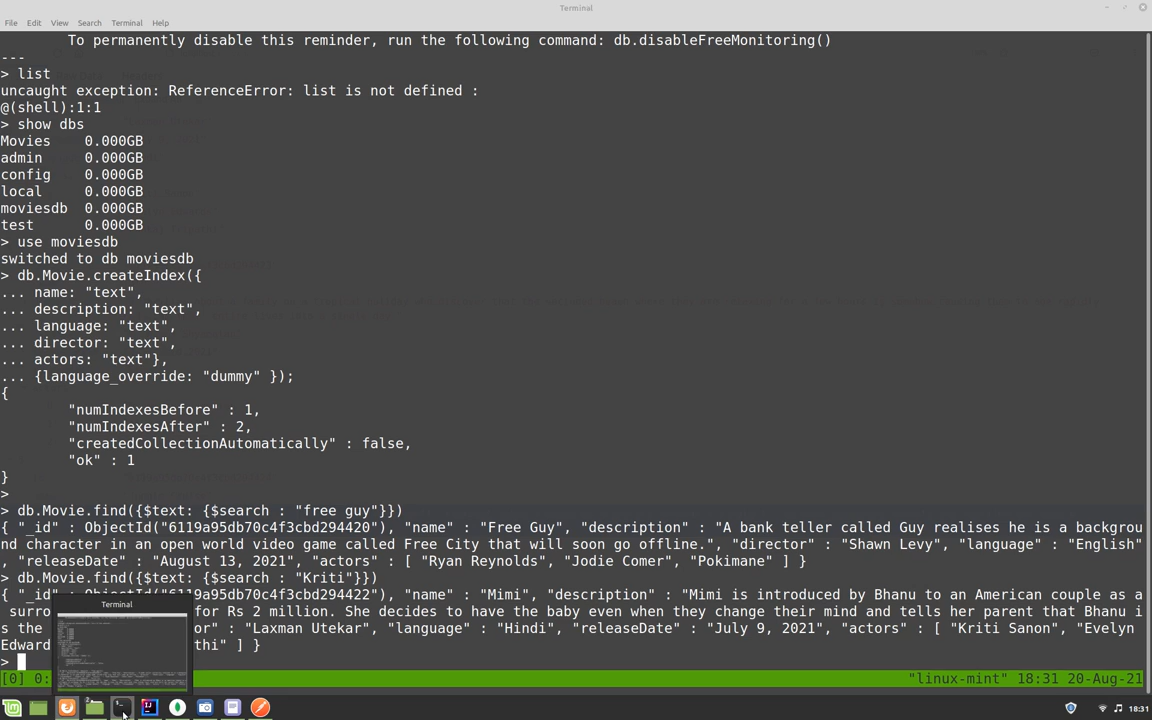 Terminal
File Edit View Search Terminal Help
To permanently disable this reminder, run the following command: db.disableFreeMonitoring()
---
> list
uncaught exception: ReferenceError: list is not defined :
@(shell):1:1
> show dbs
Movies 0.000GB
admin 0.000GB
config 0.000GB
local 0.000GB
moviesdb 0.000GB
test 0.000GB
> use moviesdb
switched to db moviesdb
> db.Movie.createIndex({
... name: "text",
... description: "text",
... language: "text",
... director: "text",
... actors: "text"},
... {language_override: "dummy" });
{
"numIndexesBefore" : 1,
"numIndexesAfter" : 2,
"createdCollectionAutomatically" : false,
"ok" : 1
}
>
> db.Movie.find({$text: {$search : "free guy"}})
{ "_id" : ObjectId("6119a95db70c4f3cbd294420"), "name" : "Free Guy", "description" : "A bank teller called Guy realises he is a backgrou
nd character in an open world video game called Free City that will soon go offline.", "director" : "Shawn Levy", "language" : "English"
, "releaseDate" : "August 13, 2021", "actors" : [ "Ryan Reynolds", "Jodie Comer", "Pokimane" ] }
> db.Movie.find({$text: {$search : "Kriti"}})
{ "_id" : ObjectId("6119a95db70c4f3cbd294422"), "name" : "Mimi", "description" : "Mimi is introduced by Bhanu to an American couple as a
surro for Rs 2 million. She decides to have the baby even when they change their mind and tells her parent that Bhanu i
s the or" : "Laxman Utekar", "language" : "Hindi", "releaseDate" : "July 9, 2021", "actors" : [ "Kriti Sanon", "Evelyn
Edward thi" ] }
>
Terminal
[0] 0: "linux-mint" 18:31 20-Aug-21
18:31